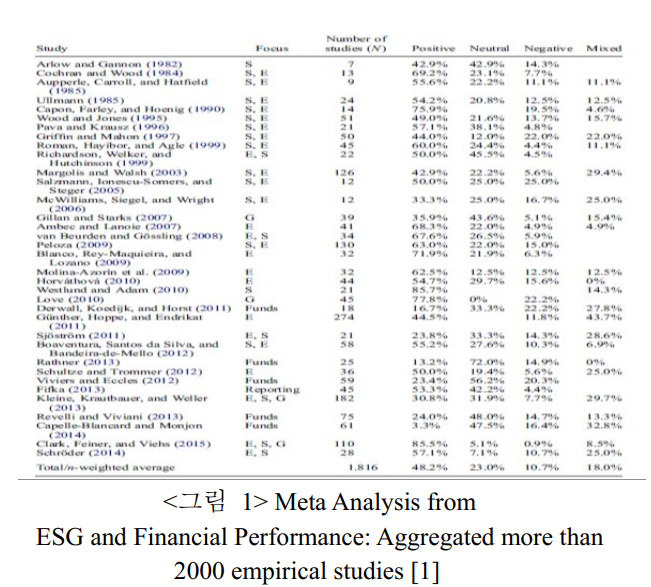 Number of
Study Focus studies (N) Positive Neutral Negative Mixed
Arlow and Gannon (1982) S 7 42.9% 42.9% 14.3%
Cochran and Wood (1984) S, E 13 69.2% 23.1% 7.7%
Aupperle, Carroll, and Hatfield S, E 9 55.6% 22.2% 11.1% 11.1%
(1985)
Ullmann (1985) S, E 24 54.2% 20.8% 12.5% 12.5%
Capon, Farley, and Hoenig (1990) S, E 14 75.9% 19.5% 4.6%
Wood and Jones (1995) S, E 51 49.0% 21.6% 13.7% 15.7%
Pava and Krausz (1996) S, E 21 57.1% 38.1% 4.8%
Griffin and Mahon (1997) S, E 50 44.0% 12.0% 22.0% 22.0%
Roman, Hayibor, and Agle (1999) S, E 45 60.0% 24.4% 4.4% 11.1%
Richardson, Welker, and E, S 22 50.0% 45.5% 4.5%
Hutchinson (1999)
Margolis and Walsh (2003) S, E 126 42.9% 22.2% 5.6% 29.4%
Salzmann, Ionescu-Somers, and S, E 12 50.0% 25.0% 25.0%
Steger (2005)
McWilliams, Siegel, and Wright S, E 12 33.3% 25.0% 16.7% 25.0%
(2006)
Gillan and Starks (2007) G 39 35.9% 43.6% 5.1% 15.4%
Ambec and Lanoie (2007) E 41 68.3% 22.0% 4.9% 4.9%
van Beurden and Gössling (2008) E, S 34 67.6% 26.5% 5.9%
Peloza (2009) S, E 130 63.0% 22.0% 15.0%
Blanco, Rey-Maquieira, and E 32 71.9% 21.9% 6.3%
Lozano (2009)
Molina-Azorín et al. (2009) E 32 62.5% 12.5% 12.5% 12.5%
Horváthová (2010) E 44 54.7% 29.7% 15.6% 0%
Westlund and Adam (2010) S 21 85.7% 14.3%
Love (2010) G 45 77.8% 0% 22.2%
Derwall, Koedijk, and Horst (2011) Funds 18 16.7% 33.3% 22.2% 27.8%
Günther, Hoppe, and Endrikat E 274 44.5% 11.8% 43.7%
(2011)
Sjöström (2011) E, S 21 23.8% 33.3% 14.3% 28.6%
Boaventura, Santos da Silva, and S, E 58 55.2% 27.6% 10.3% 6.9%
Bandeira-de-Mello (2012)
Rathner (2013) Funds 25 13.2% 72.0% 14.9% 0%
Schultze and Trommer (2012) E 36 50.0% 19.4% 5.6% 25.0%
Viviers and Eccles (2012) Funds 59 23.4% 56.2% 20.3%
Fifka (2013) Reporting 45 53.3% 42.2% 4.4%
Kleine, Krautbauer, and Weller E, S, G 182 30.8% 31.9% 7.7% 29.7%
(2013)
Revelli and Viviani (2013) Funds 75 24.0% 48.0% 14.7% 13.3%
Capelle-Blancard and Monjon Funds 61 3.3% 47.5% 16.4% 32.8%
(2014)
Clark, Feiner, and Viehs (2015) E, S, G 110 85.5% 5.1% 0.9% 8.5%
Schröder (2014) E, S 28 57.1% 7.1% 10.7% 25.0%
Total/n-weighted average 1,816 48.2% 23.0% 10.7% 18.0%
<그림 1> Meta Analysis from
ESG and Financial Performance: Aggregated more than
2000 empirical studies [1]